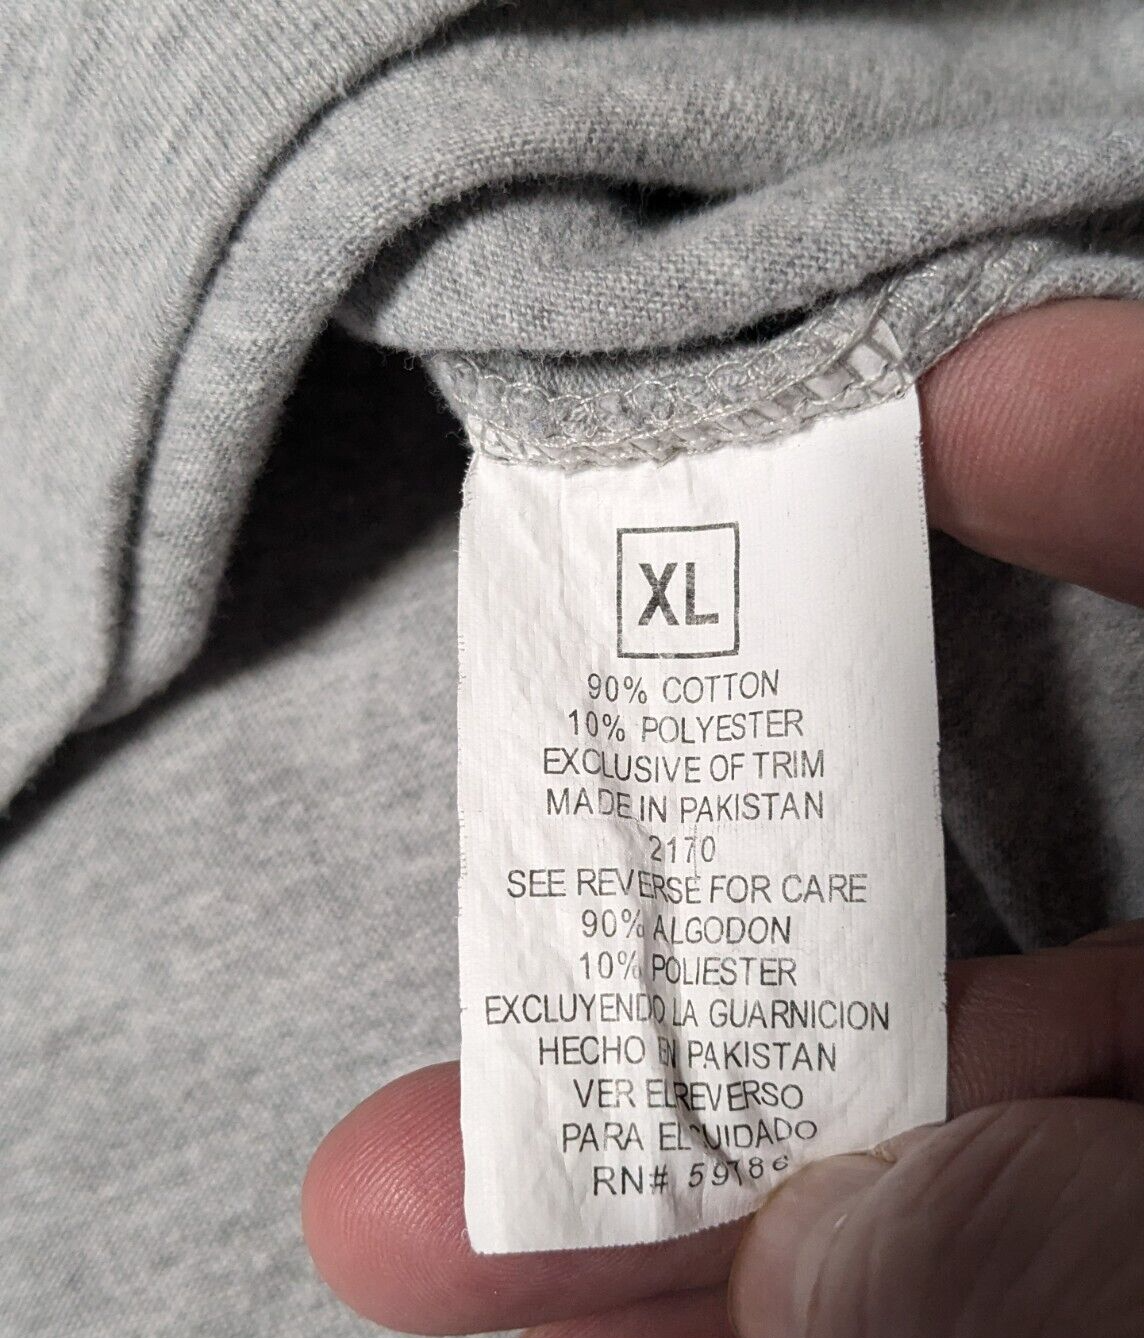 XL
90% COTTON
10% POLYESTER
EXCLUSIVE OF TRIM
MADE IN PAKISTAN
2170
SEE REVERSE FOR CARE
90% ALGODON
10% POLIESTER
EXCLUYENDO LA GUARNICION
HECHO EN PAKISTAN
VER EL REVERSO
PARA EL CUIDADO
RN#